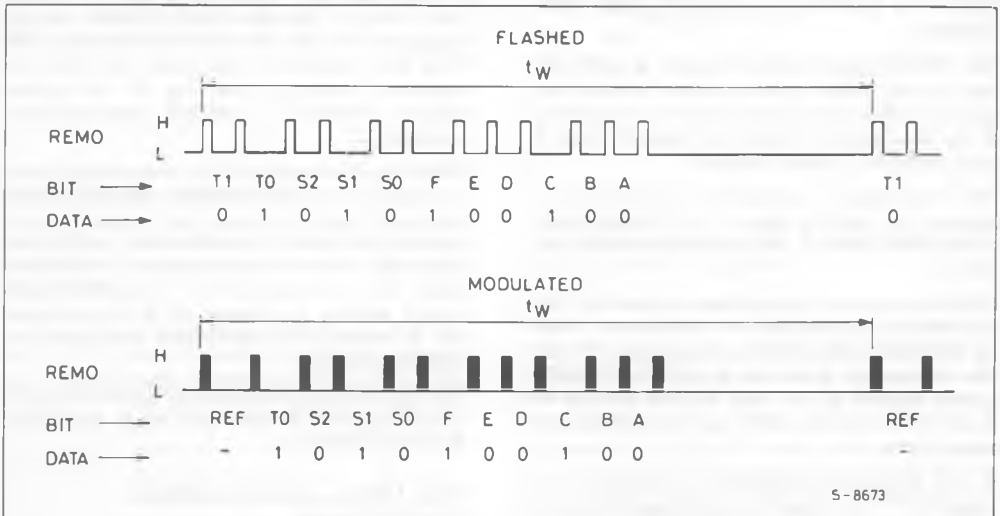 FLASHED
tW
REMO H
L
BIT T1 T0 S2 S1 S0 F E D C B A T1
DATA 0 1 0 1 0 1 0 0 1 0 0 0
MODULATED
tW
REMO H
L
BIT REF T0 S2 S1 S0 F E D C B A REF
DATA - 1 0 1 0 1 0 0 1 0 0 -
S-8673